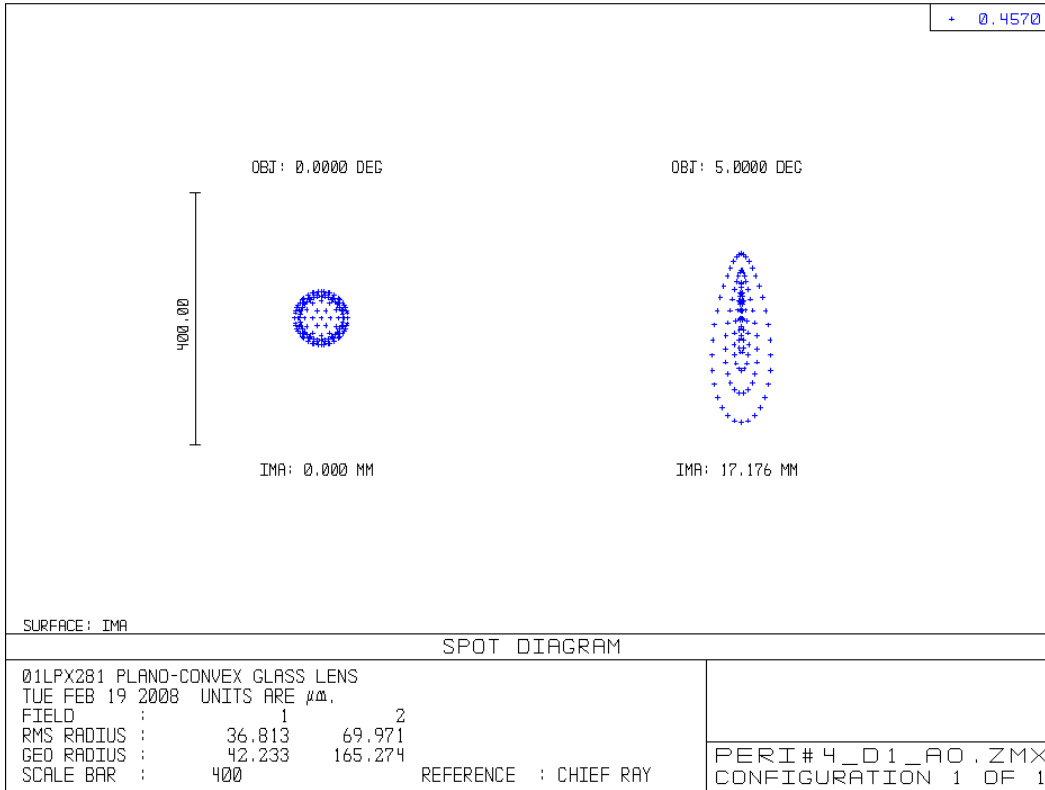 + 0.4570
OBJ: 0.0000 DEG
OBJ: 5.0000 DEG
400.00
IMA: 0.000 MM
IMA: 17.176 MM
SURFACE: IMA
SPOT DIAGRAM
01LPX281 PLANO-CONVEX GLASS LENS
TUE FEB 19 2008 UNITS ARE µm.
FIELD : 1 2
RMS RADIUS : 36.813 69.971
GEO RADIUS : 42.233 165.274
SCALE BAR : 400 REFERENCE : CHIEF RAY
PERI#4_D1_AO.ZMX
CONFIGURATION 1 OF 1